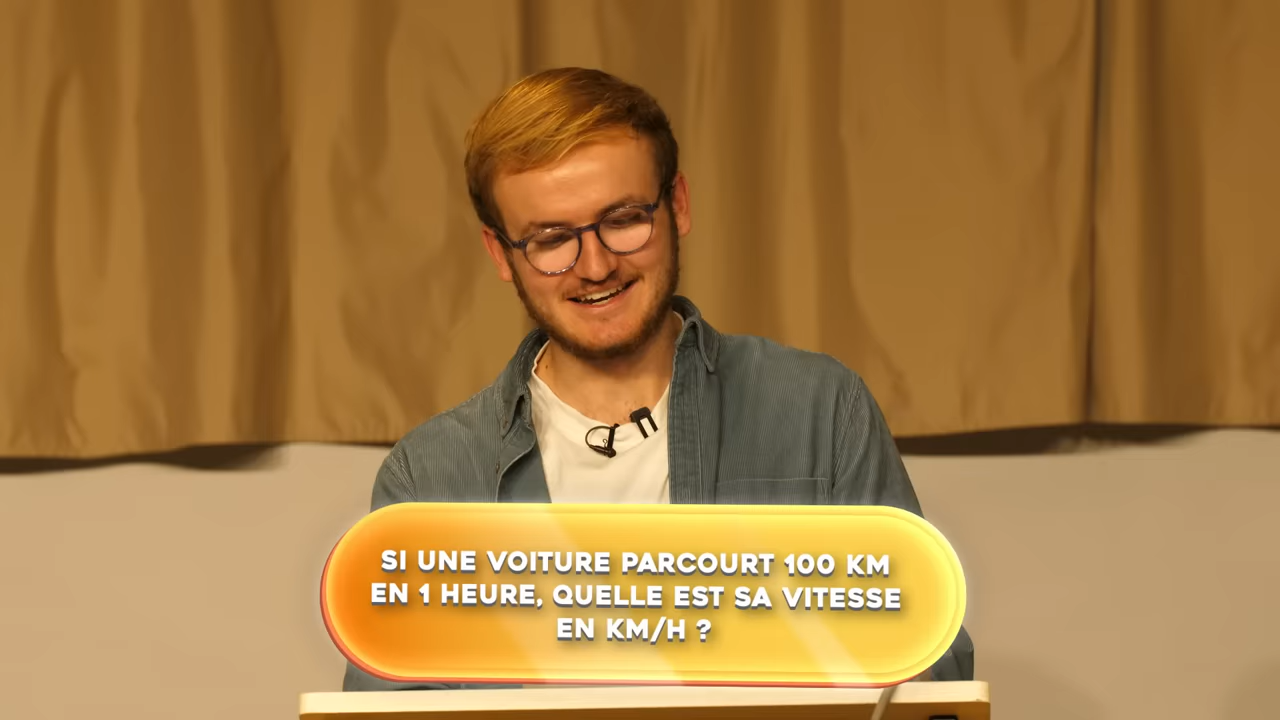 SI UNE VOITURE PARCOURT 100 KM
EN 1 HEURE, QUELLE EST SA VITESSE
EN KM/H ?